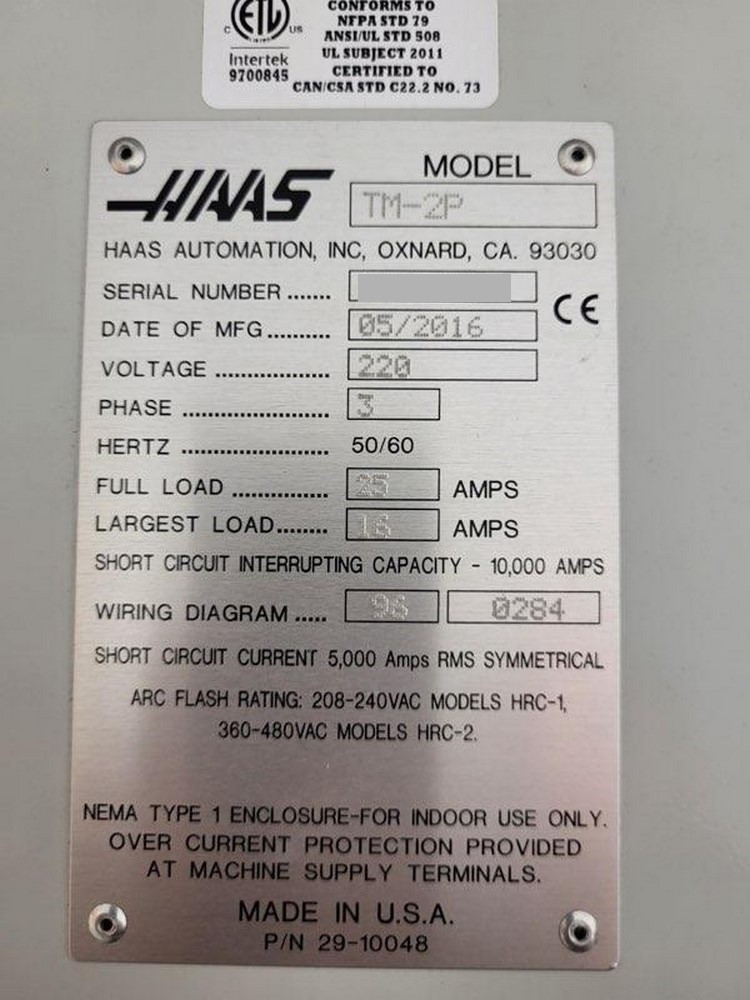 CONFORMS TO
NFPA STD 79
ETL
C US
ANSI/UL STD 508
UL SUBJECT 2011
Intertek
9700845
CERTIFIED TO
CAN/CSA STD C22.2 NO. 73
HAAS
MODEL
TM-2P
HAAS AUTOMATION, INC, OXNARD, CA. 93030
SERIAL NUMBER .......
CE
DATE OF MFG.......... 05/2016
VOLTAGE .................. 220
PHASE ....................... 3
HERTZ ....................... 50/60
FULL LOAD ............... 25 AMPS
LARGEST LOAD........ 16 AMPS
SHORT CIRCUIT INTERRUPTING CAPACITY - 10,000 AMPS
WIRING DIAGRAM ..... 96 0284
SHORT CIRCUIT CURRENT 5,000 Amps RMS SYMMETRICAL
ARC FLASH RATING: 208-240VAC MODELS HRC-1,
360-480VAC MODELS HRC-2.
NEMA TYPE 1 ENCLOSURE-FOR INDOOR USE ONLY.
OVER CURRENT PROTECTION PROVIDED
AT MACHINE SUPPLY TERMINALS.
MADE IN U.S.A.
P/N 29-10048